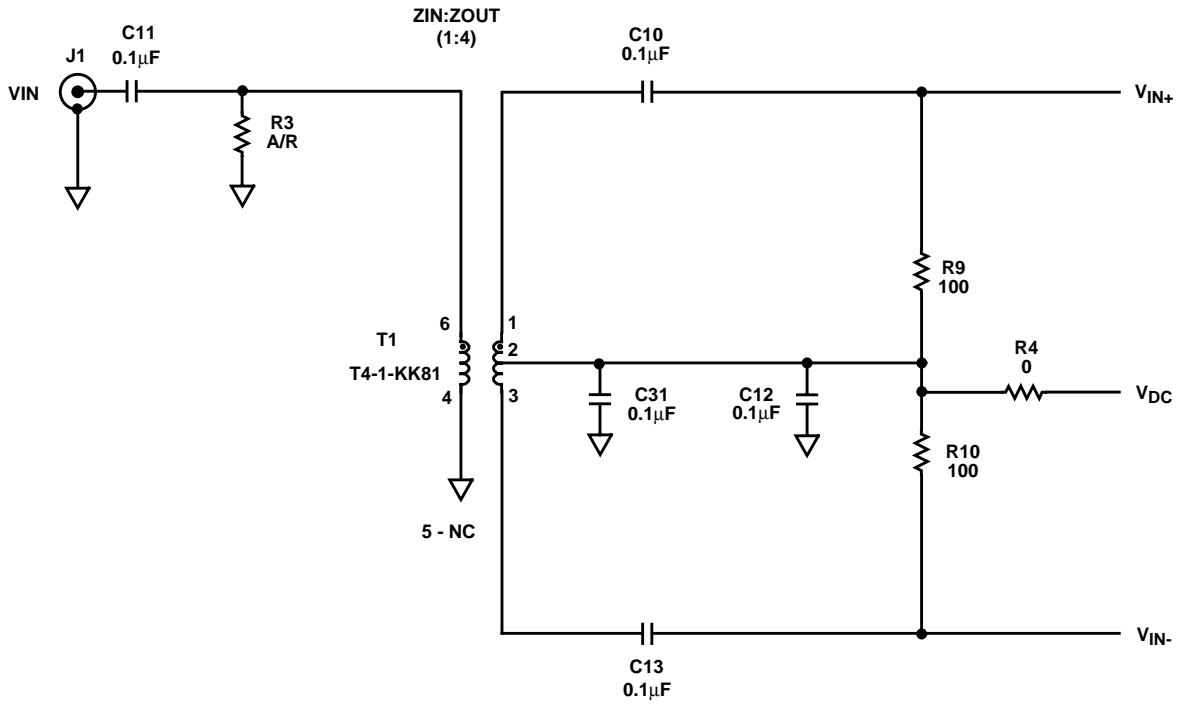 ZIN:ZOUT
(1:4)
C11
0.1µF
J1
VIN
R3
A/R
C10
0.1µF
VIN+
R9
100
6
1
T1
2
T4-1-KK81
4
3
C31
0.1µF
C12
0.1µF
R4
0
VDC
R10
100
5 - NC
C13
0.1µF
VIN-